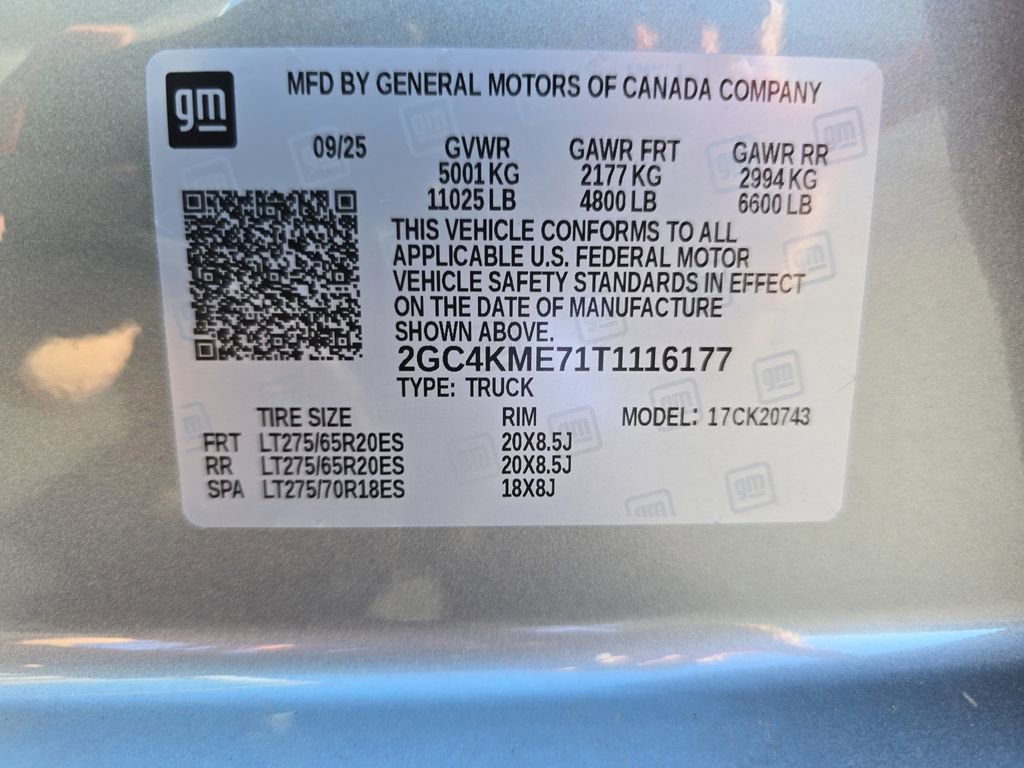 gm
MFD BY GENERAL MOTORS OF CANADA COMPANY
09/25 GVWR GAWR FRT GAWR RR
5001 KG 2177 KG 2994 KG
11025 LB 4800 LB 6600 LB
THIS VEHICLE CONFORMS TO ALL
APPLICABLE U.S. FEDERAL MOTOR
VEHICLE SAFETY STANDARDS IN EFFECT
ON THE DATE OF MANUFACTURE
SHOWN ABOVE.
2GC4KME71T1116177
TYPE: TRUCK
TIRE SIZE RIM MODEL: 17CK20743
FRT LT275/65R20ES 20X8.5J
RR LT275/65R20ES 20X8.5J
SPA LT275/70R18ES 18X8J